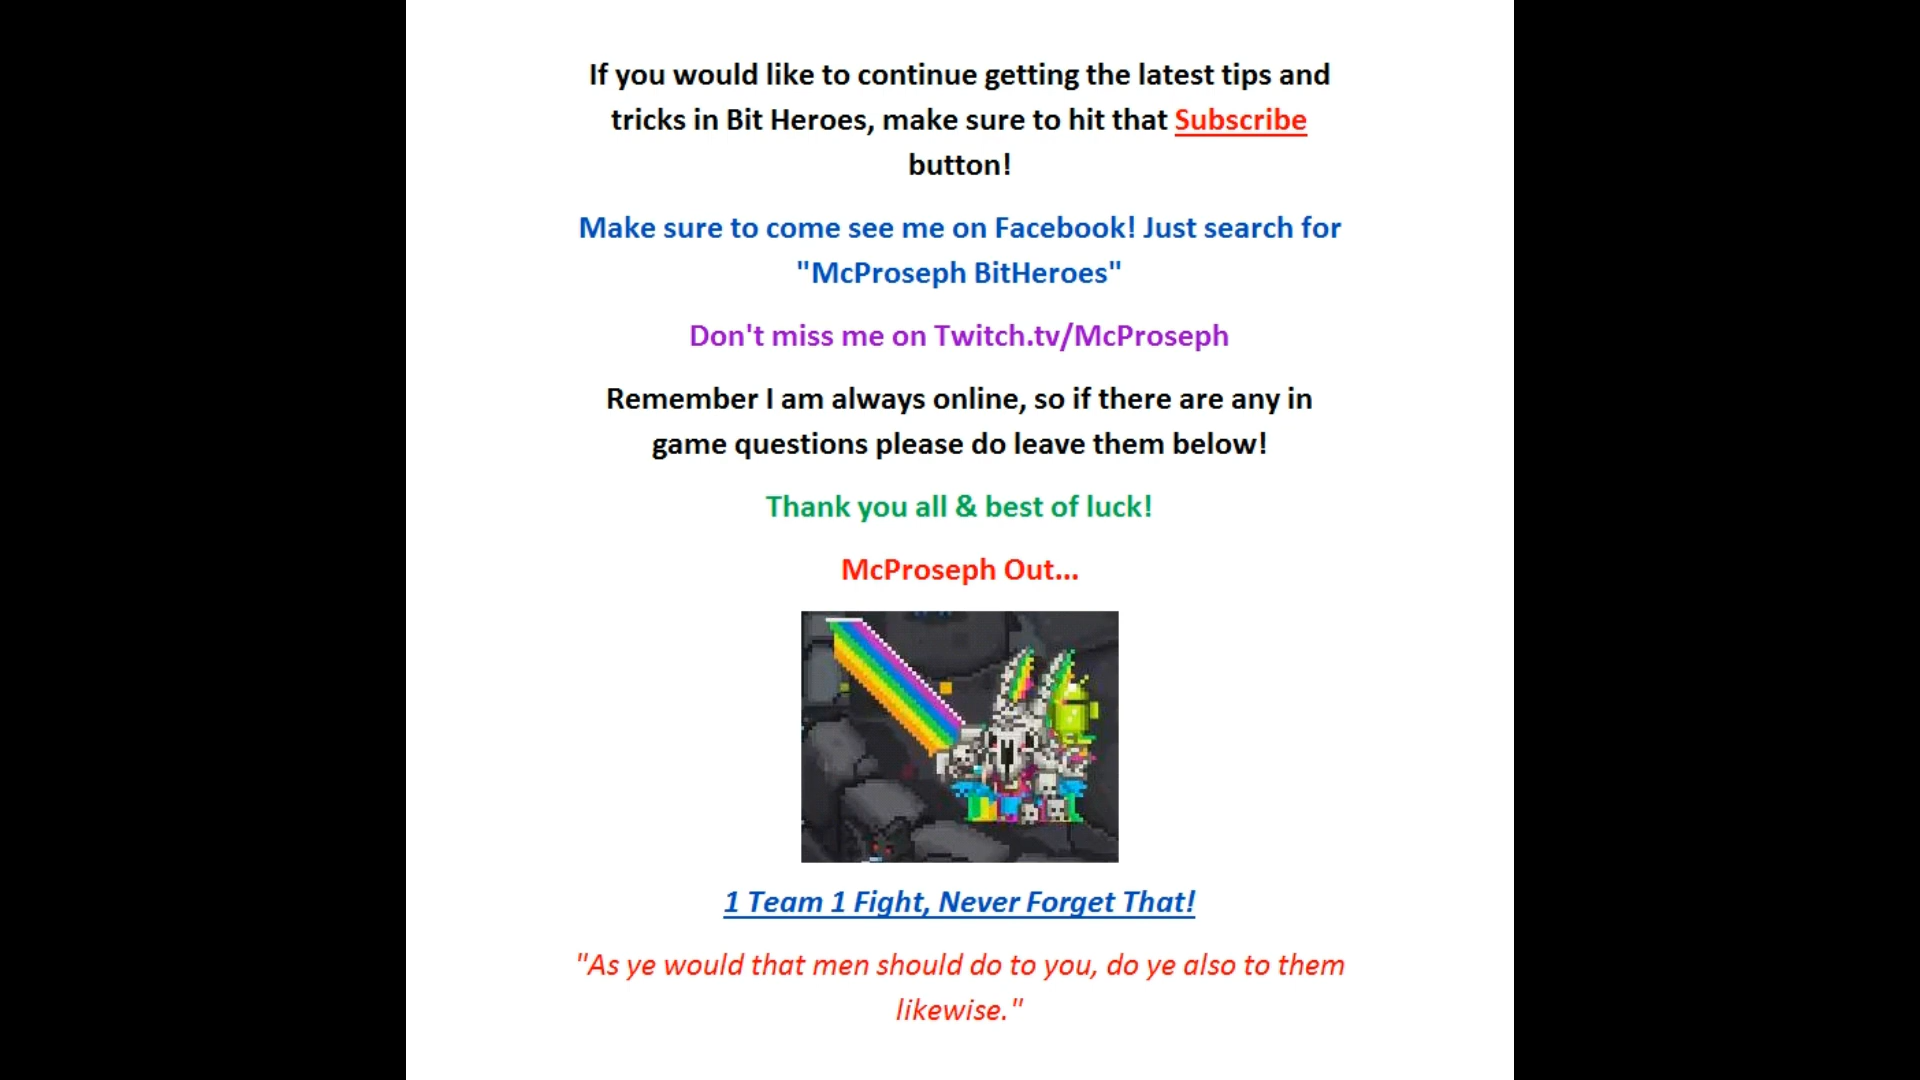 If you would like to continue getting the latest tips and
tricks in Bit Heroes, make sure to hit that Subscribe
button!
Make sure to come see me on Facebook! Just search for
"McProseph BitHeroes"
Don't miss me on Twitch.tv/McProseph
Remember I am always online, so if there are any in
game questions please do leave them below!
Thank you all & best of luck!
McProseph Out...
1 Team 1 Fight, Never Forget That!
"As ye would that men should do to you, do ye also to them
likewise."